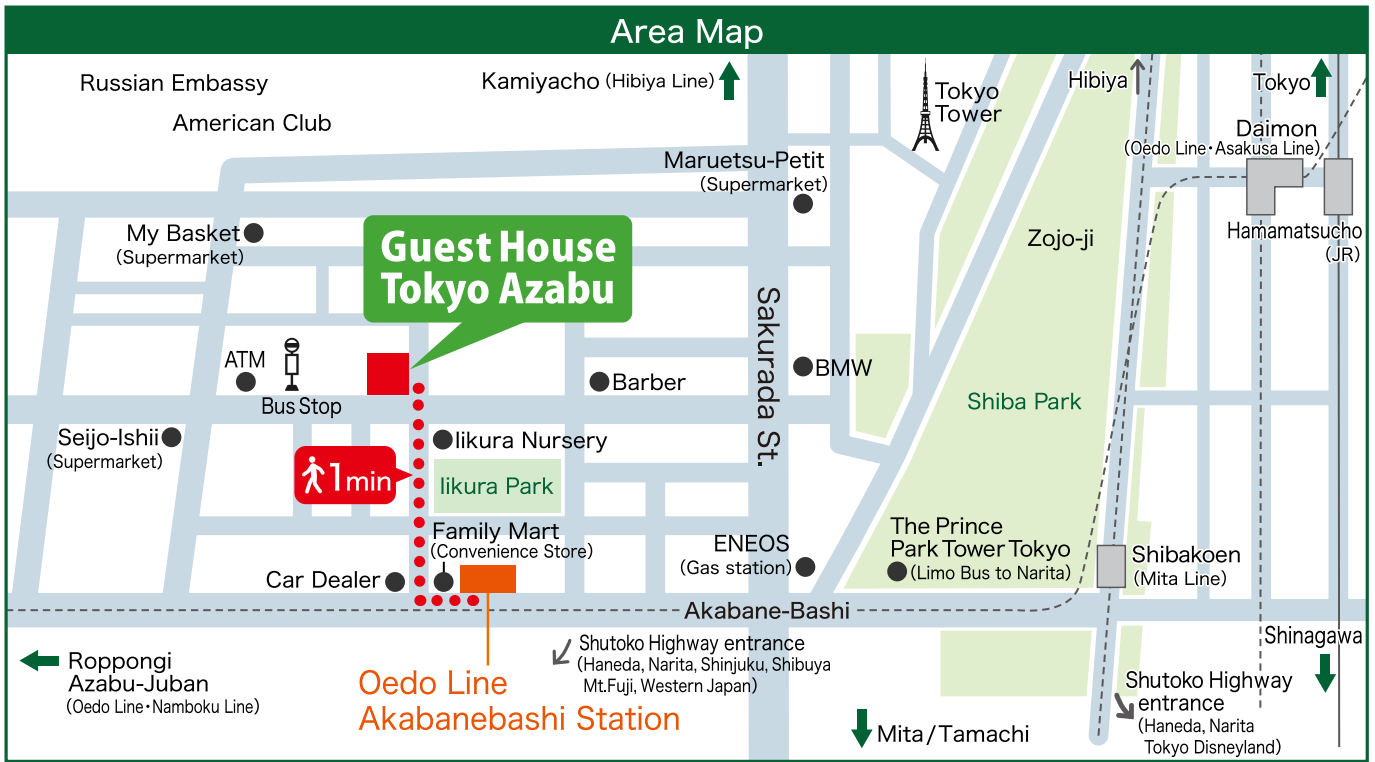 Area Map
Russian Embassy
American Club
Kamiyacho (Hibiya Line)
Tokyo
Tower
Hibiya
Tokyo
Daimon
(Oedo Line・Asakusa Line)
Maruetsu-Petit
(Supermarket)
My Basket
(Supermarket)
Guest House
Tokyo Azabu
Zojo-ji
Hamamatsucho
(JR)
Sakurada St.
ATM
Bus Stop
Barber
BMW
Shiba Park
Seijo-Ishii
(Supermarket)
Iikura Nursery
1min
Iikura Park
Family Mart
(Convenience Store)
ENEOS
(Gas station)
The Prince
Park Tower Tokyo
(Limo Bus to Narita)
Shibakoen
(Mita Line)
Car Dealer
Akabane-Bashi
Roppongi
Azabu-Juban
(Oedo Line・Namboku Line)
Oedo Line
Akabanebashi Station
Shutoko Highway entrance
(Haneda, Narita, Shinjuku, Shibuya
Mt.Fuji, Western Japan)
Mita/Tamachi
Shinagawa
Shutoko Highway
entrance
(Haneda, Narita
Tokyo Disneyland)